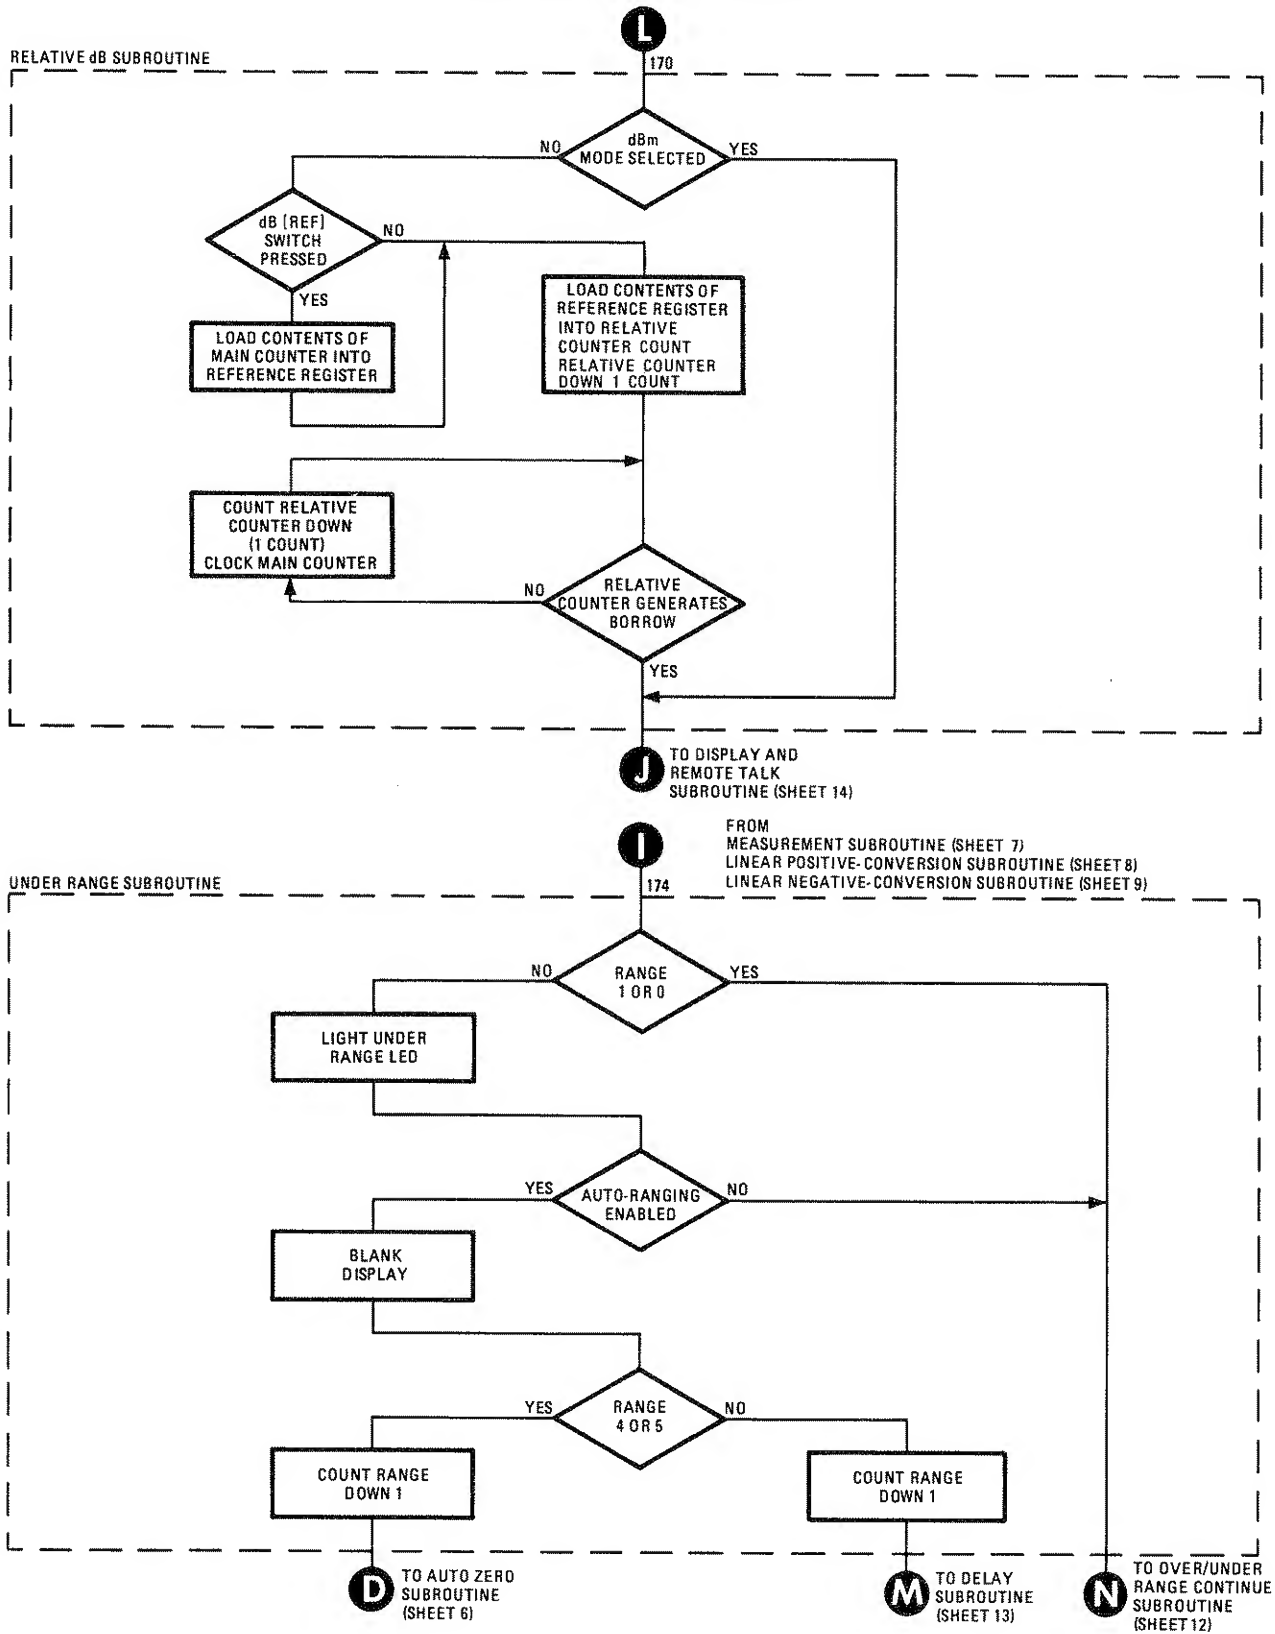 L
170
RELATIVE dB SUBROUTINE
dBm
MODE SELECTED
NO
YES
dB [REF]
SWITCH
PRESSED
NO
YES
LOAD CONTENTS OF
MAIN COUNTER INTO
REFERENCE REGISTER
LOAD CONTENTS OF
REFERENCE REGISTER
INTO RELATIVE
COUNTER COUNT
RELATIVE COUNTER
DOWN 1 COUNT
COUNT RELATIVE
COUNTER DOWN
(1 COUNT)
CLOCK MAIN COUNTER
NO
RELATIVE
COUNTER GENERATES
BORROW
YES
J
TO DISPLAY AND
REMOTE TALK
SUBROUTINE (SHEET 14)
I
174
FROM
MEASUREMENT SUBROUTINE (SHEET 7)
LINEAR POSITIVE-CONVERSION SUBROUTINE (SHEET 8)
LINEAR NEGATIVE-CONVERSION SUBROUTINE (SHEET 9)
UNDER RANGE SUBROUTINE
NO
RANGE
1 OR 0
YES
LIGHT UNDER
RANGE LED
YES
AUTO-RANGING
ENABLED
NO
BLANK
DISPLAY
YES
RANGE
4 OR 5
NO
COUNT RANGE
DOWN 1
COUNT RANGE
DOWN 1
D
TO AUTO ZERO
SUBROUTINE
(SHEET 6)
M
TO DELAY
SUBROUTINE
(SHEET 13)
N
TO OVER/UNDER
RANGE CONTINUE
SUBROUTINE
(SHEET 12)